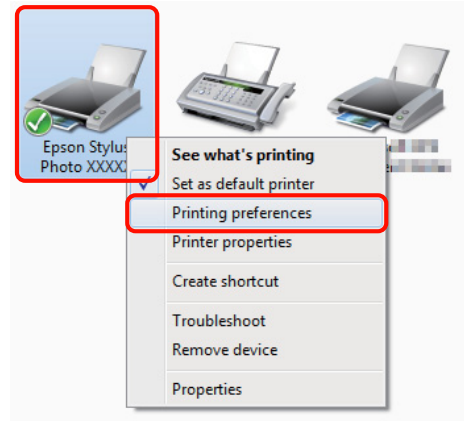 Epson Stylus
Photo XXXX
See what's printing
Set as default printer
Printing preferences
Printer properties
Create shortcut
Troubleshoot
Remove device
Properties